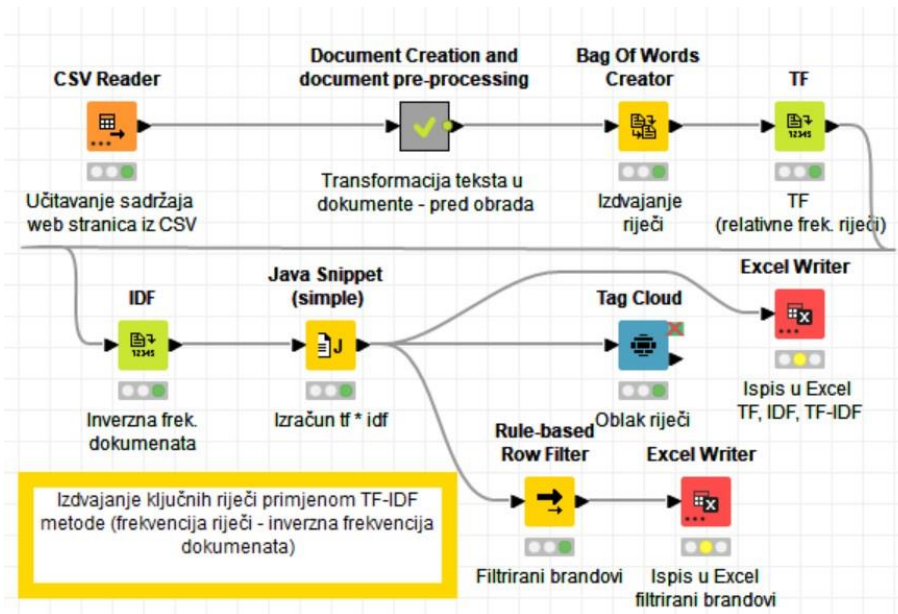 CSV Reader
Učitavanje sadržaja
web stranica iz CSV
Document Creation and
document pre-processing
Transformacija teksta u
dokumente - pred obrada
Bag Of Words
Creator
Izdvajanje
riječi
TF
12345
TF
(relativne frek. riječi)
IDF
12345
Inverzna frek.
dokumenata
Java Snippet
(simple)
J
Izračun tf * idf
Tag Cloud
Oblak riječi
Excel Writer
X
Ispis u Excel
TF, IDF, TF-IDF
Rule-based
Row Filter
Filtrirani brandovi
Excel Writer
X
Ispis u Excel
filtrirani brandovi
Izdvajanje ključnih riječi primjenom TF-IDF
metode (frekvencija riječi - inverzna frekvencija
dokumenata)